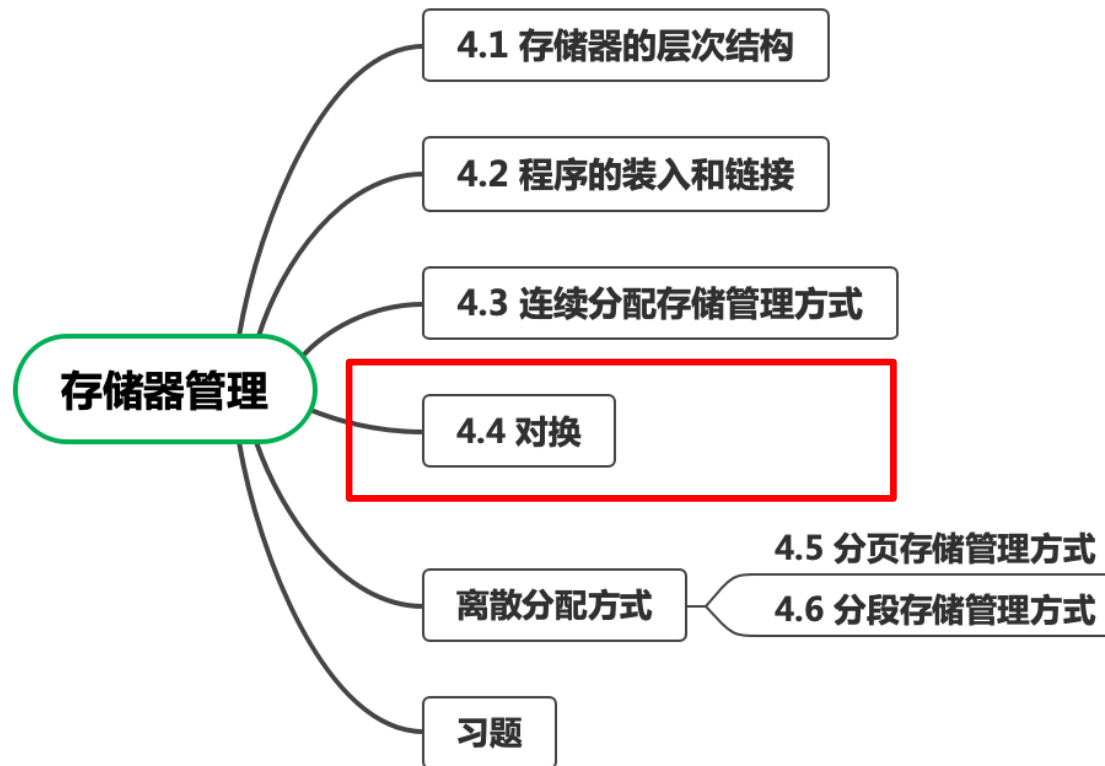 4.1 存储器的层次结构
4.2 程序的装入和链接
4.3 连续分配存储管理方式
存储器管理
4.4 对换
4.5 分页存储管理方式
离散分配方式
4.6 分段存储管理方式
习题